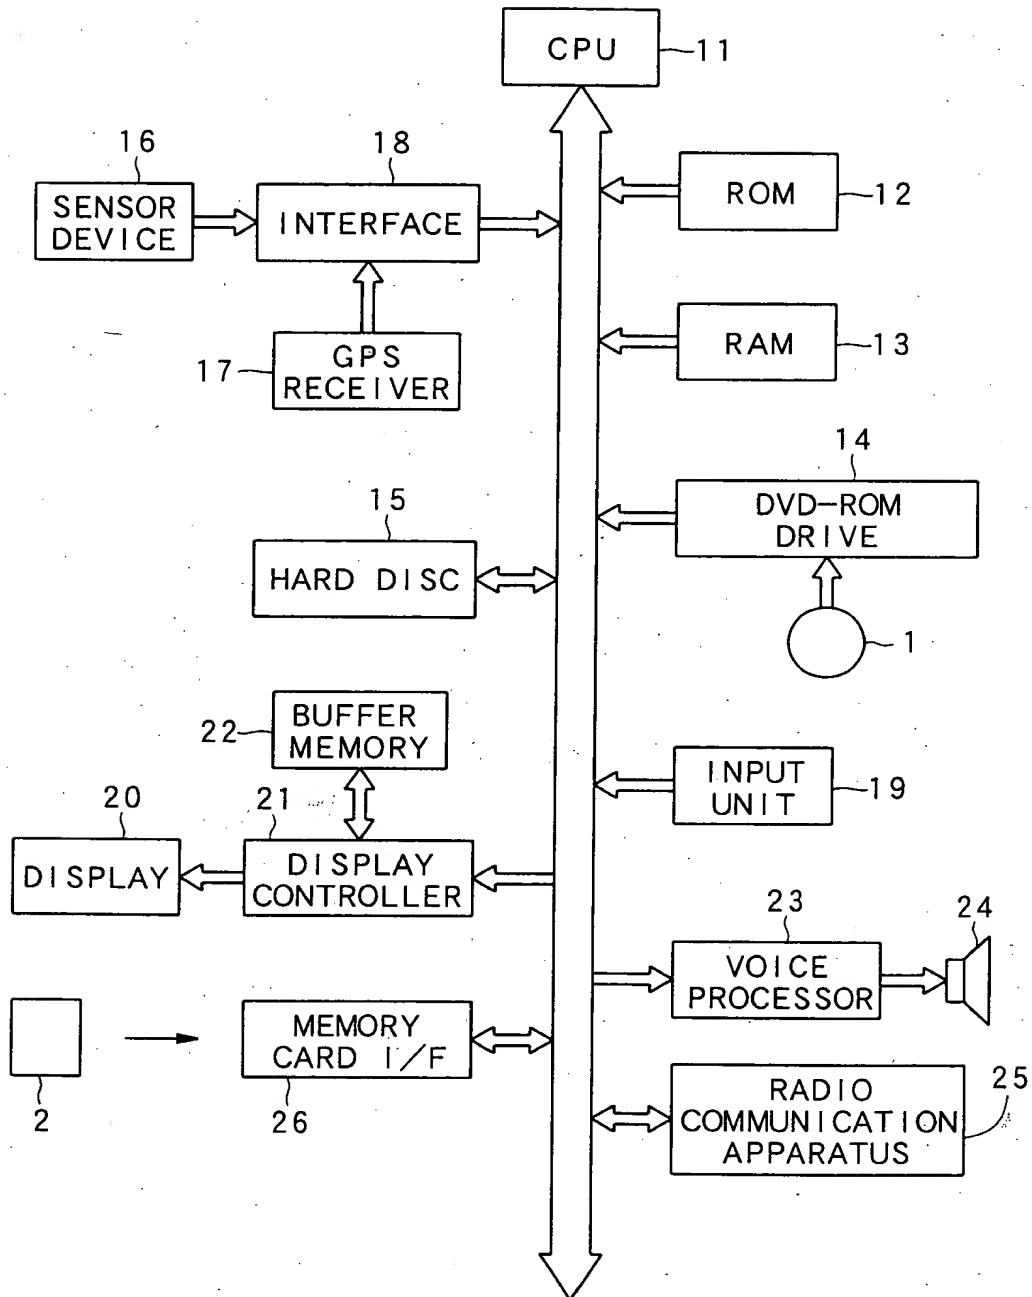 CPU
11
16
18
SENSOR
DEVICE
INTERFACE
ROM
12
GPS
RECEIVER
17
RAM
13
14
15
DVD-ROM
DRIVE
HARD DISC
1
22
BUFFER
MEMORY
INPUT
UNIT
19
20
21
DISPLAY
DISPLAY
CONTROLLER
23
24
VOICE
PROCESSOR
MEMORY
CARD I/F
2
26
RADIO
COMMUNICATION
APPARATUS
25